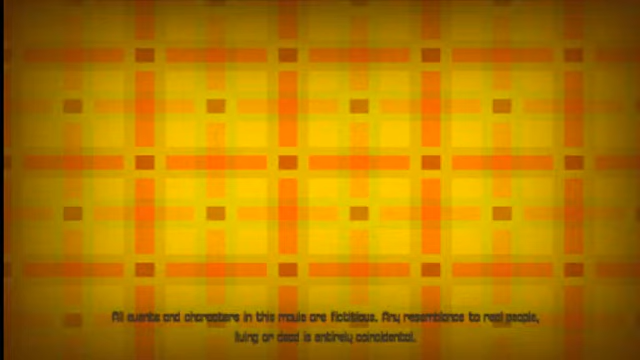 All events and characters in this movie are fictitious. Any resemblance to real people,
living or dead is entirely coincidental.